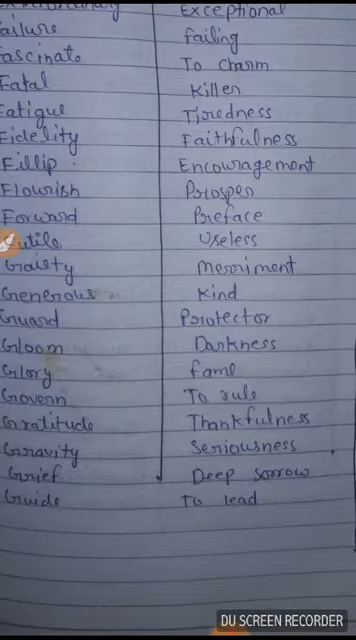 Exceptional
Failure Failing
Fascinate To charm
Fatal Killer
Fatigue Tiredness
Fidelity Faithfulness
Fillip Encouragement
Flourish Prosper
Forward Preface
Futile Useless
Gaiety Merriment
Generous Kind
Guard Protector
Gloom Darkness
Glory fame
Govern To rule
Gratitude Thankfulness
Gravity Seriousness
Grief Deep sorrow
Guide To lead
DU SCREEN RECORDER